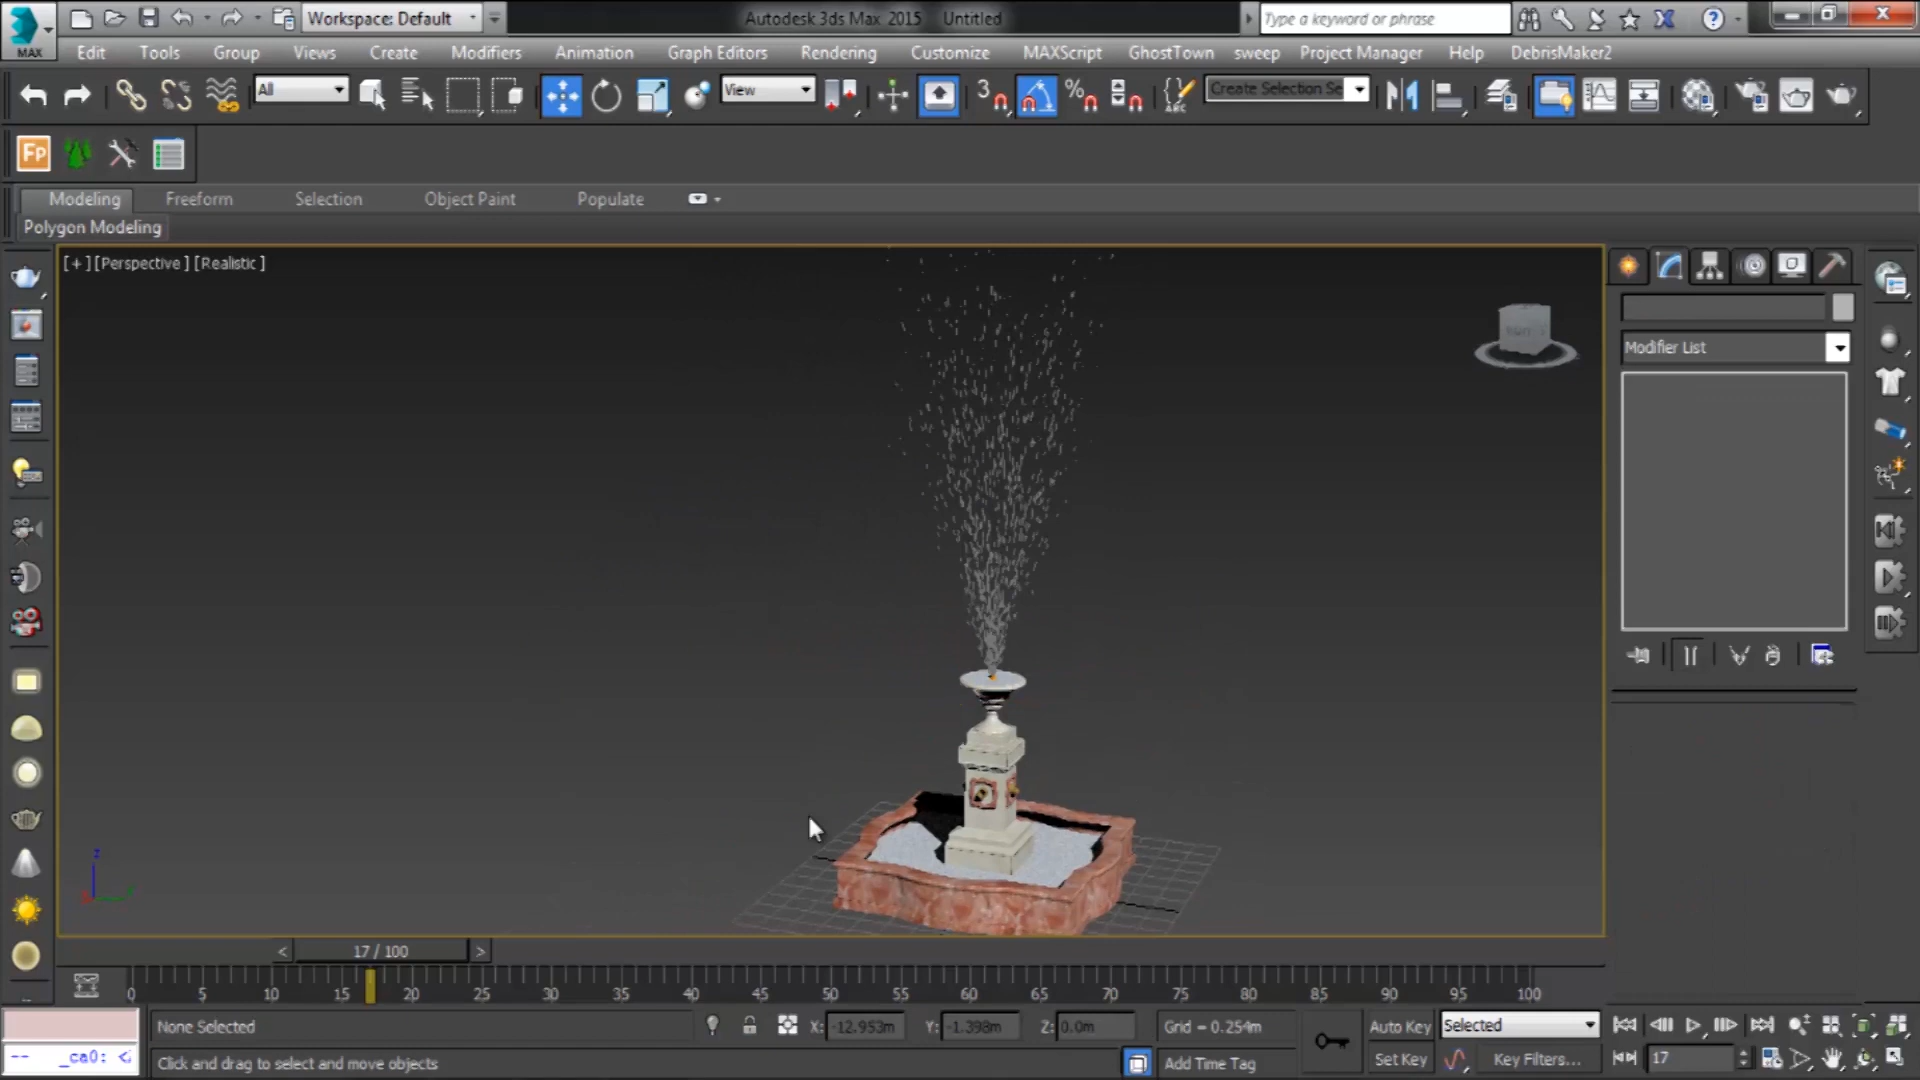 Workspace: Default
Autodesk 3ds Max 2015 Untitled
Type a keyword or phrase
MAX
Edit Tools Group Views Create Modifiers Animation Graph Editors Rendering Customize MAXScript GhostTown sweep Project Manager Help DebrisMaker2
All
View
3
%
ABC
Create Selection Se
Fp
Modeling Freeform Selection Object Paint Populate
Polygon Modeling
[+][Perspective][Realistic]
Modifier List
z
< 17 / 100 >
0 5 10 15 20 25 30 35 40 45 50 55 60 65 70 75 80 85 90 95 100
None Selected
X: -12.953m Y: -1.398m Z: 0.0m
Grid = 0.254m
Auto Key
Selected
-- _ca0: <
Click and drag to select and move objects
Add Time Tag
Set Key
Key Filters...
17